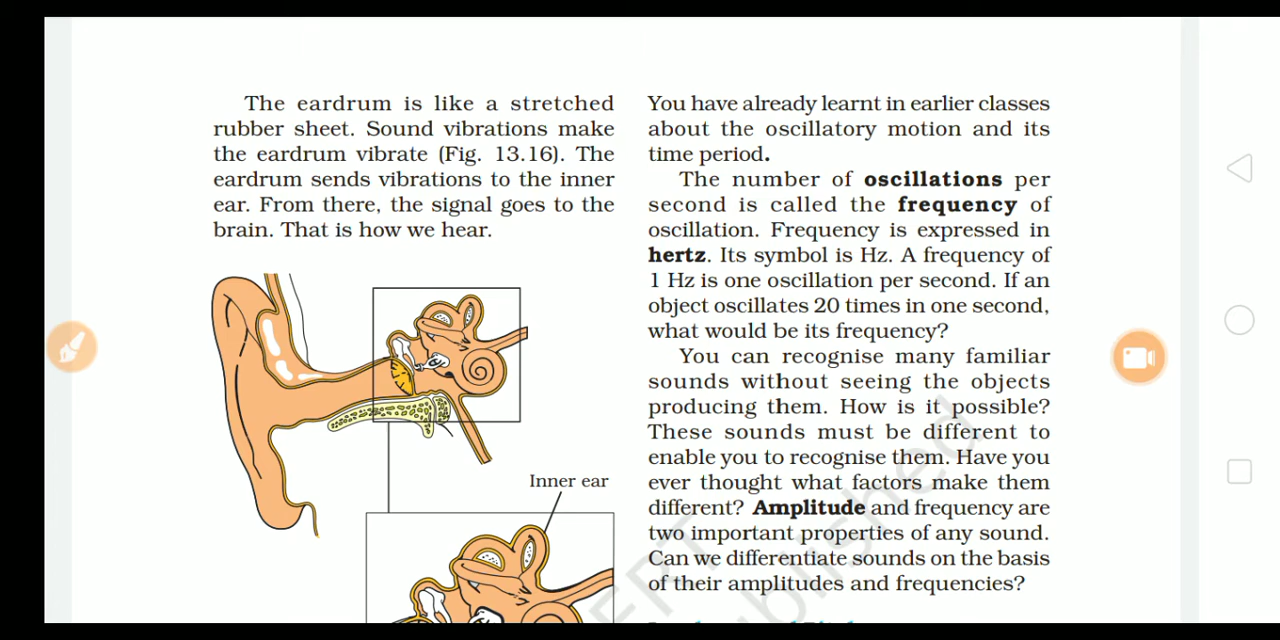 The eardrum is like a stretched
rubber sheet. Sound vibrations make
the eardrum vibrate (Fig. 13.16). The
eardrum sends vibrations to the inner
ear. From there, the signal goes to the
brain. That is how we hear.
Inner ear
You have already learnt in earlier classes
about the oscillatory motion and its
time period.
The number of oscillations per
second is called the frequency of
oscillation. Frequency is expressed in
hertz. Its symbol is Hz. A frequency of
1 Hz is one oscillation per second. If an
object oscillates 20 times in one second,
what would be its frequency?
You can recognise many familiar
sounds without seeing the objects
producing them. How is it possible?
These sounds must be different to
enable you to recognise them. Have you
ever thought what factors make them
different? Amplitude and frequency are
two important properties of any sound.
Can we differentiate sounds on the basis
of their amplitudes and frequencies?